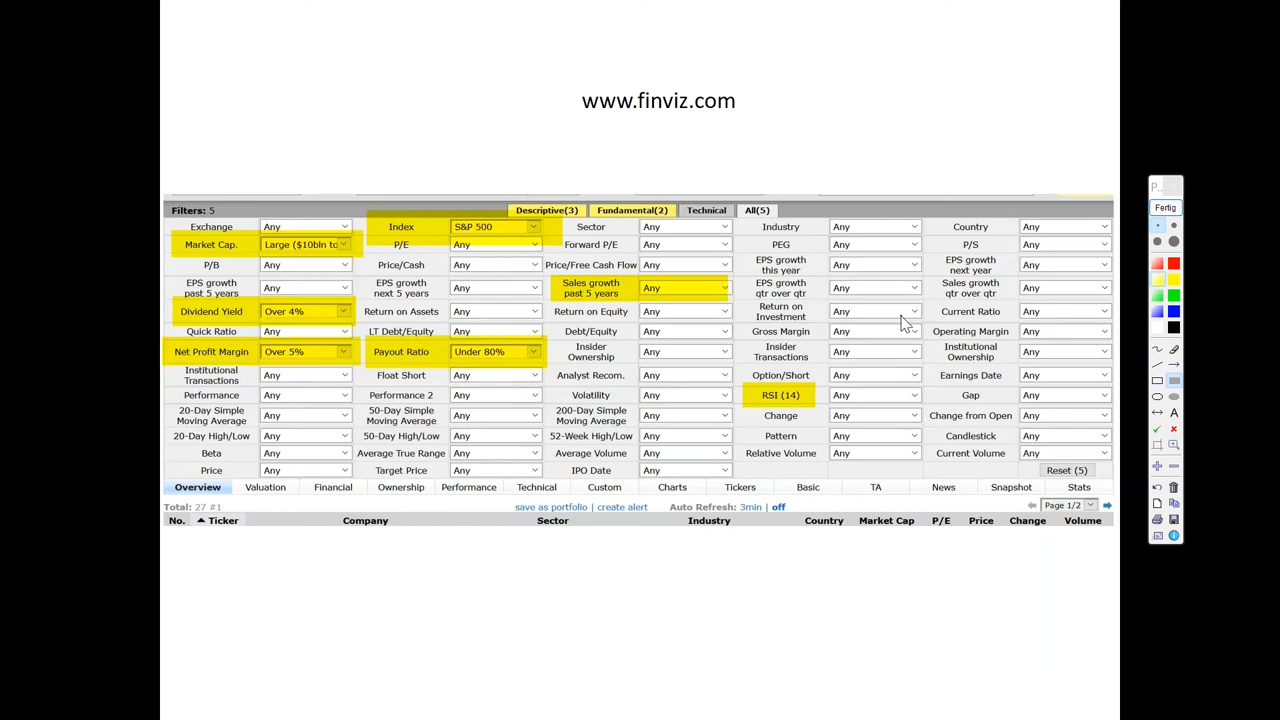 www.finviz.com
P..
Fertig
Filters: 5 Descriptive(3) Fundamental(2) Technical All(5)
Exchange Any Index S&P 500 Sector Any Industry Any Country Any
Market Cap. Large ($10bln to P/E Any Forward P/E Any PEG Any P/S Any
P/B Any Price/Cash Any Price/Free Cash Flow Any EPS growth this year Any EPS growth next year Any
EPS growth past 5 years Any EPS growth next 5 years Any Sales growth past 5 years Any EPS growth qtr over qtr Any Sales growth qtr over qtr Any
Dividend Yield Over 4% Return on Assets Any Return on Equity Any Return on Investment Any Current Ratio Any
Quick Ratio Any LT Debt/Equity Any Debt/Equity Any Gross Margin Any Operating Margin Any
Net Profit Margin Over 5% Payout Ratio Under 80% Insider Ownership Any Insider Transactions Any Institutional Ownership Any
Institutional Transactions Any Float Short Any Analyst Recom. Any Option/Short Any Earnings Date Any
Performance Any Performance 2 Any Volatility Any RSI (14) Any Gap Any
20-Day Simple Moving Average Any 50-Day Simple Moving Average Any 200-Day Simple Moving Average Any Change Any Change from Open Any
20-Day High/Low Any 50-Day High/Low Any 52-Week High/Low Any Pattern Any Candlestick Any
Beta Any Average True Range Any Average Volume Any Relative Volume Any Current Volume Any
Price Any Target Price Any IPO Date Any Reset (5)
Overview Valuation Financial Ownership Performance Technical Custom Charts Tickers Basic TA News Snapshot Stats
Total: 27 #1 save as portfolio | create alert Auto Refresh: 3min | off Page 1/2
No. Ticker Company Sector Industry Country Market Cap P/E Price Change Volume